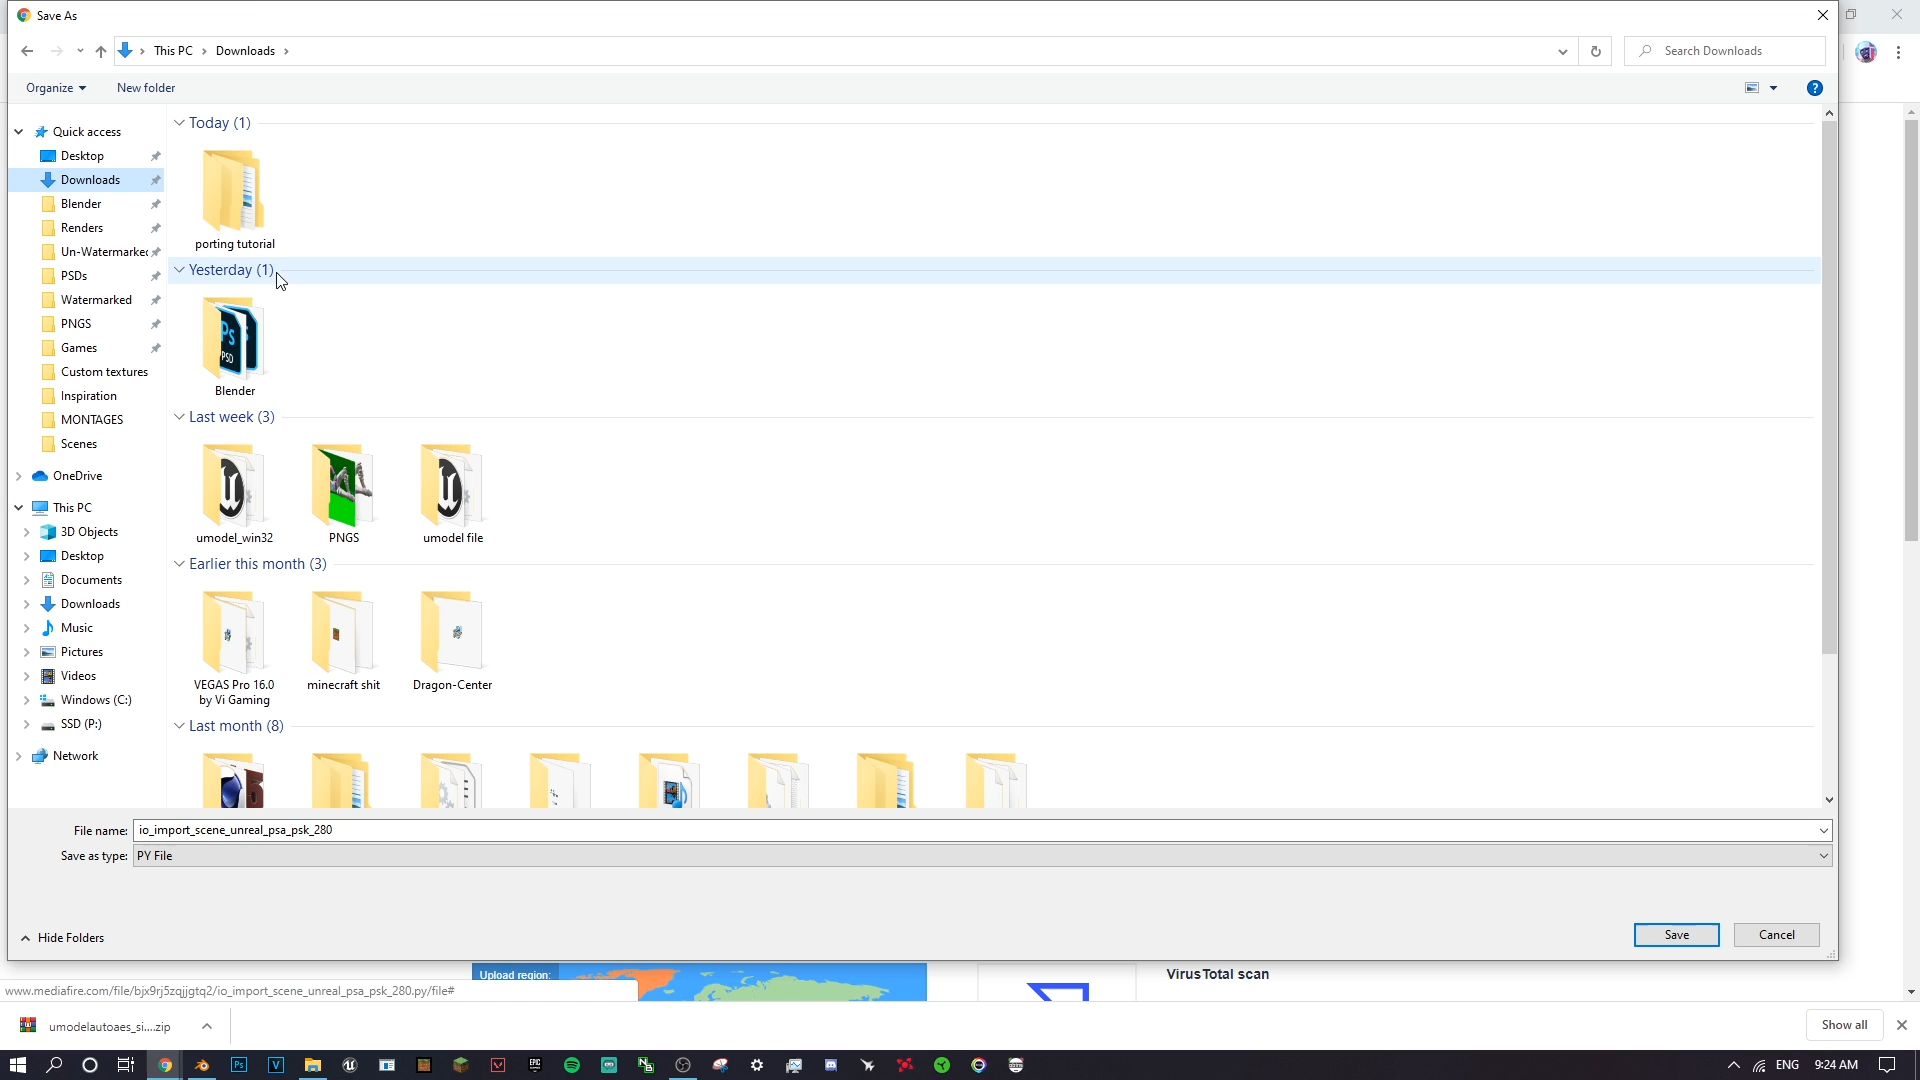 Save As
This PC
Downloads
Search Downloads
Organize
New folder
?
Quick access
Desktop
Downloads
Blender
Renders
Un-Watermarked
PSDs
Watermarked
PNGS
Games
Custom textures
Inspiration
MONTAGES
Scenes
OneDrive
This PC
3D Objects
Desktop
Documents
Downloads
Music
Pictures
Videos
Windows (C:)
SSD (P:)
Network
Today (1)
porting tutorial
Yesterday (1)
Ps
PSD
Blender
Last week (3)
umodel_win32
PNGS
umodel file
Earlier this month (3)
VEGAS Pro 16.0
by Vi Gaming
minecraft shit
Dragon-Center
Last month (8)
File name: io_import_scene_unreal_psa_psk_280
Save as type: PY File
Hide Folders
Save
Cancel
Upload region:
VirusTotal scan
www.mediafire.com/file/bjx9rj5zqjjgtq2/io_import_scene_unreal_psa_psk_280.py/file#
umodelautoaes_si....zip
Show all
Ps
V
EPIC
ENG
9:24 AM